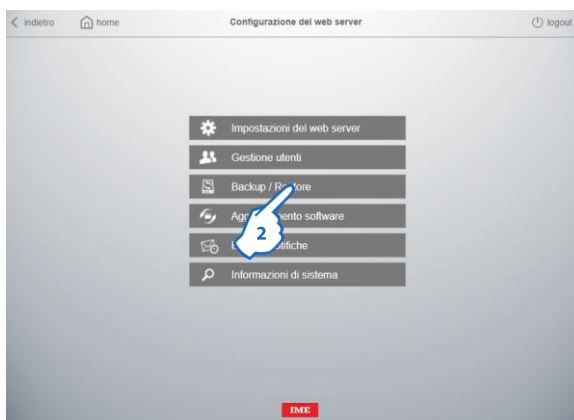 indietro home Configurazione del web server logout
Impostazioni del web server
Gestione utenti
Backup /
software
2
Informazioni di sistema
IME